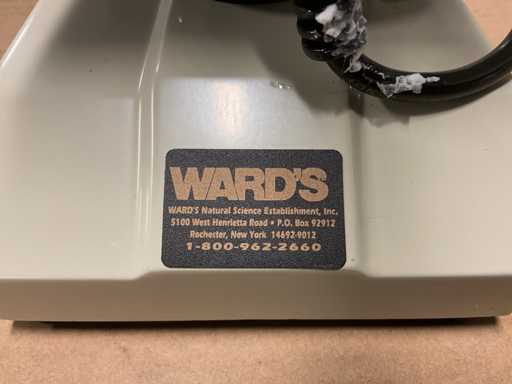 WARD'S
WARD'S Natural Science Establishment, Inc.
5100 West Henrietta Road • P.O. Box 92912
Rochester, New York 14692-9012
1-800-962-2660